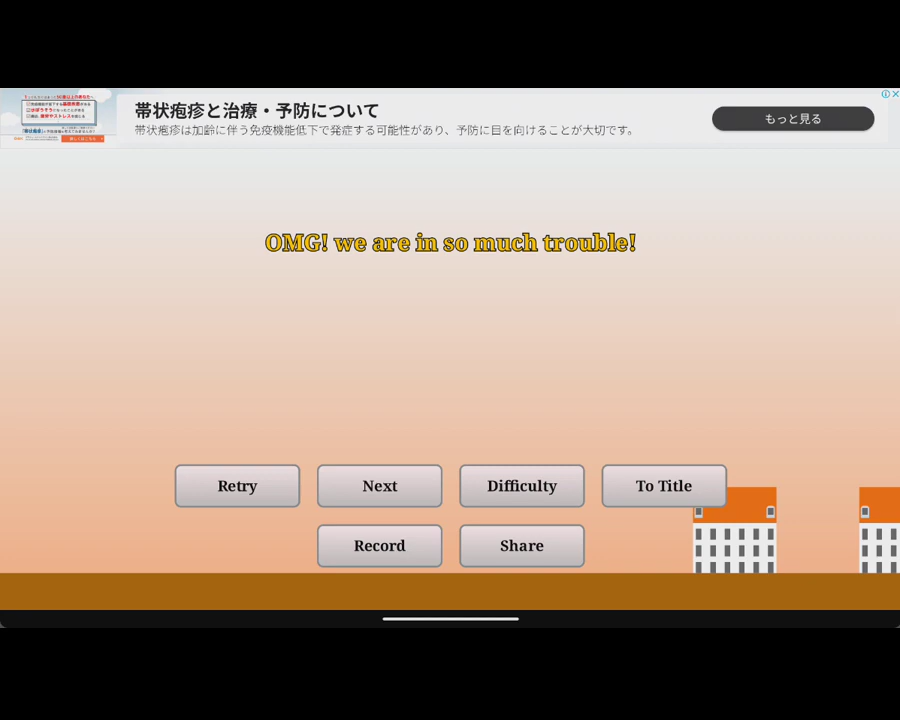 帯状疱疹と治療・予防について
帯状疱疹は加齢に伴う免疫機能低下で発症する可能性があり、予防に目を向けることが大切です。
もっと見る
OMG! we are in so much trouble!
Retry
Next
Difficulty
To Title
Record
Share